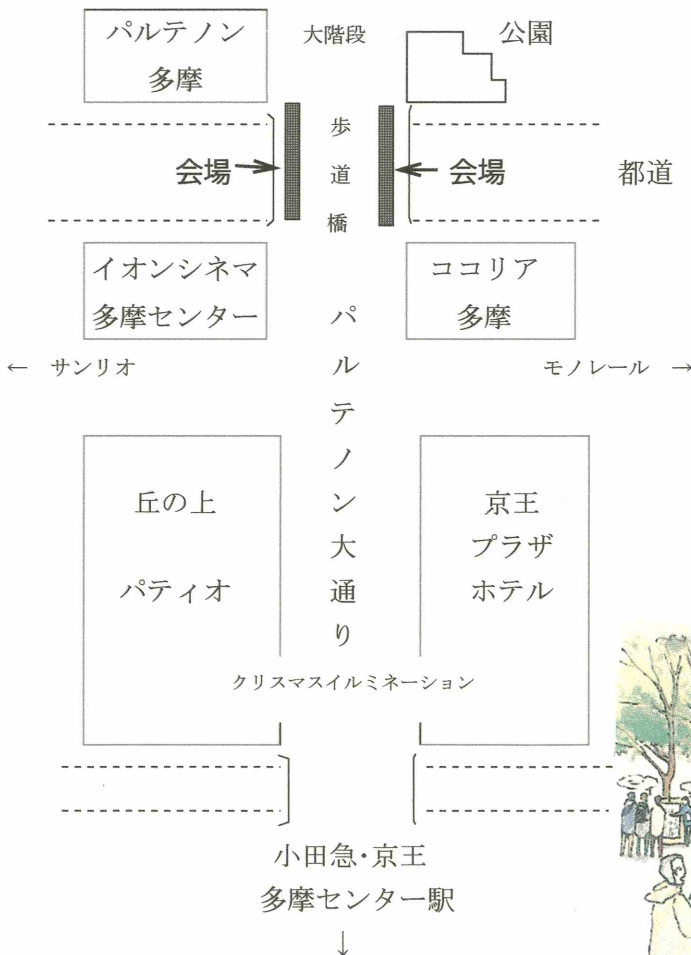 パルテノン
多摩
大階段
公園
歩道橋
会場
会場
都道
イオンシネマ
多摩センター
ココリア
多摩
← サンリオ
モノレール →
パルテノン大通り
丘の上
パティオ
京王
プラザ
ホテル
クリスマスイルミネーション
小田急・京王
多摩センター駅
↓